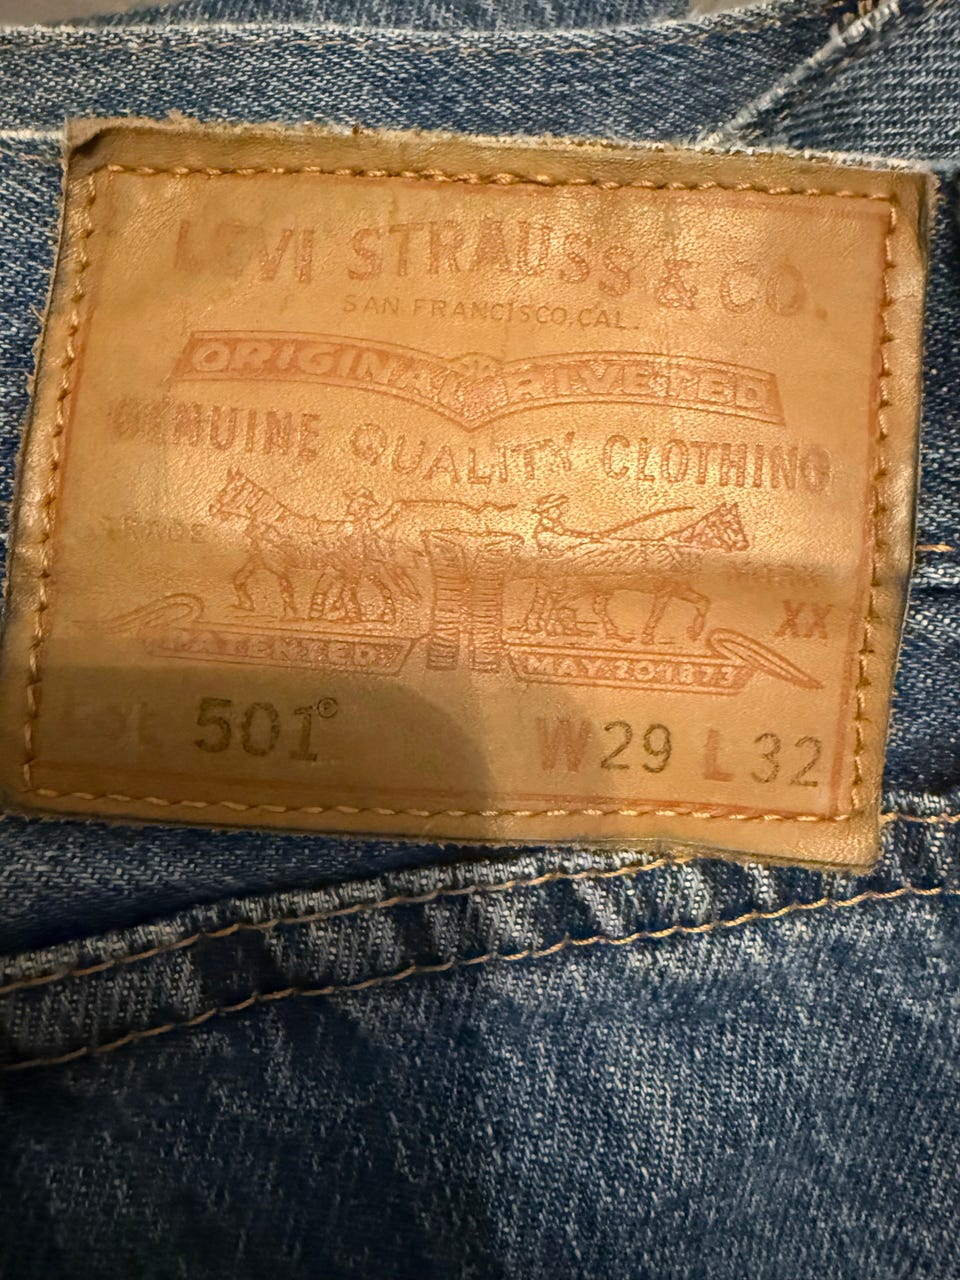 LEVI STRAUSS & CO.
SAN FRANCISCO, CAL.
ORIGINAL RIVETED
GENUINE QUALITY CLOTHING
TRADE MARK
XX
PATENTED MAY 20 1873
501® W29 L32